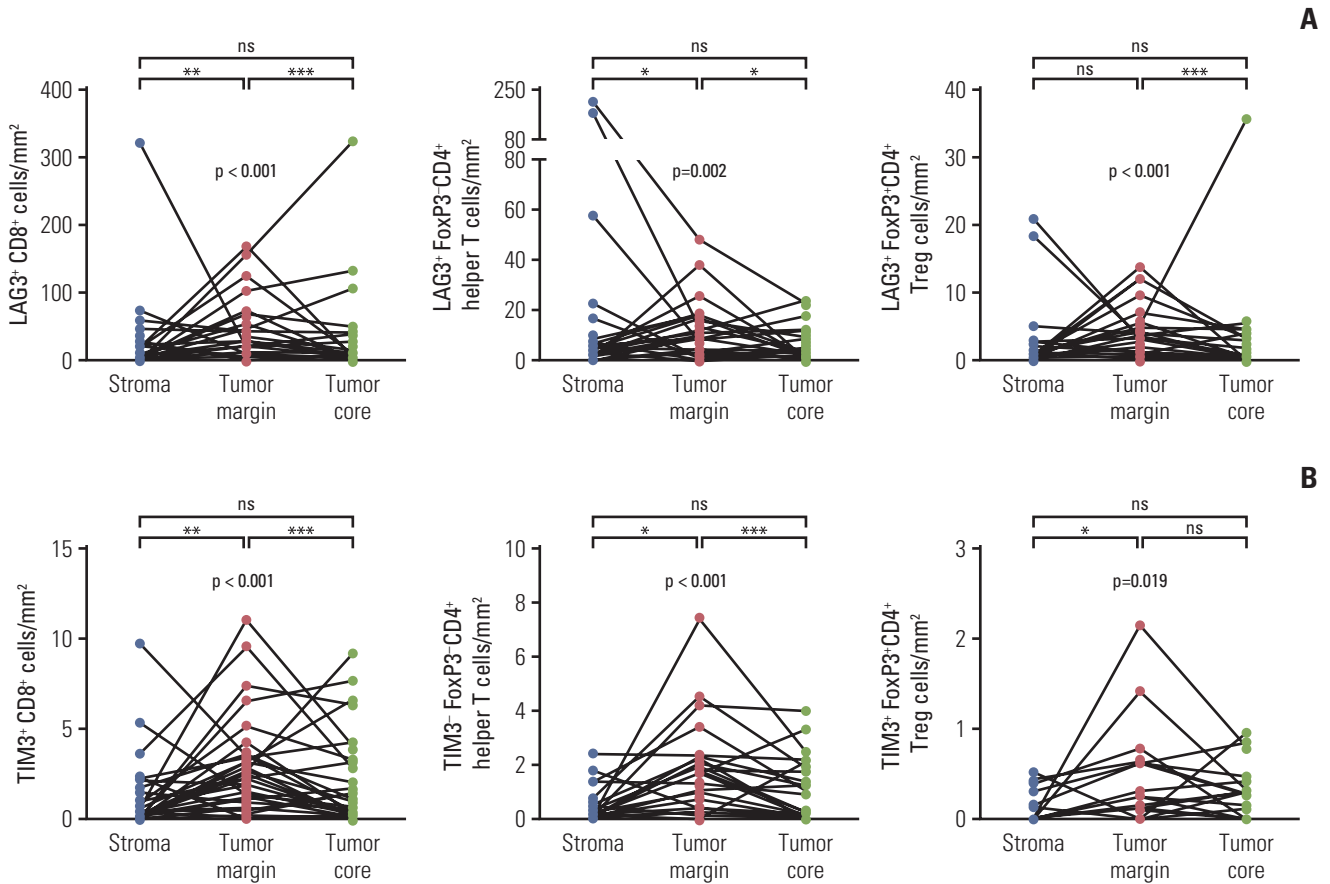 A
ns
** ***
LAG3⁺ CD8⁺ cells/mm²
400
300
200
100
0
p < 0.001
Stroma
Tumor
margin
Tumor
core
ns
* *
LAG3⁺ FoxP3⁻CD4⁺
helper T cells/mm²
250
80
80
60
40
20
0
p=0.002
Stroma
Tumor
margin
Tumor
core
ns
ns ***
LAG3⁺ FoxP3⁺CD4⁺
Treg cells/mm²
40
30
20
10
0
p < 0.001
Stroma
Tumor
margin
Tumor
core
B
ns
** ***
TIM3⁺ CD8⁺ cells/mm²
15
10
5
0
p < 0.001
Stroma
Tumor
margin
Tumor
core
ns
* ***
TIM3⁻ FoxP3⁻CD4⁺
helper T cells/mm²
10
8
6
4
2
0
p < 0.001
Stroma
Tumor
margin
Tumor
core
ns
* ns
TIM3⁺ FoxP3⁺CD4⁺
Treg cells/mm²
3
2
1
0
p=0.019
Stroma
Tumor
margin
Tumor
core